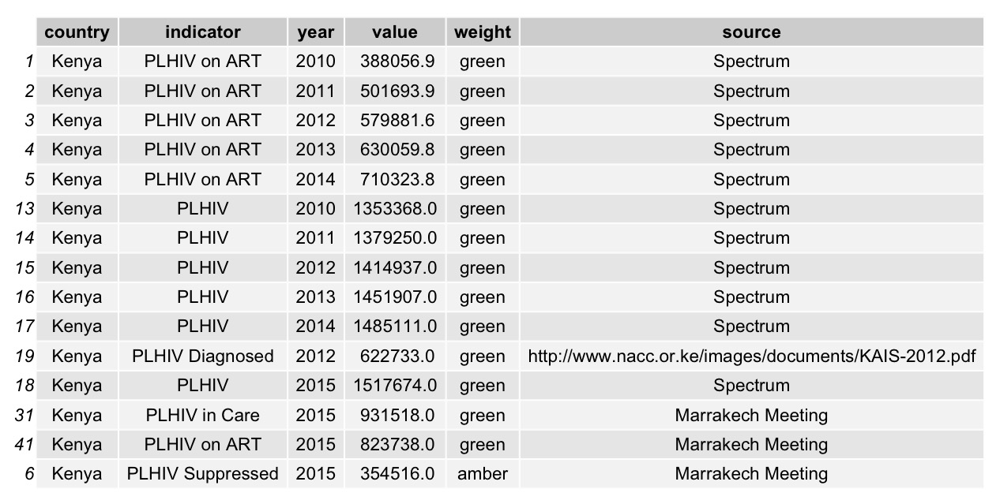 country indicator year value weight source
1 Kenya PLHIV on ART 2010 388056.9 green Spectrum
2 Kenya PLHIV on ART 2011 501693.9 green Spectrum
3 Kenya PLHIV on ART 2012 579881.6 green Spectrum
4 Kenya PLHIV on ART 2013 630059.8 green Spectrum
5 Kenya PLHIV on ART 2014 710323.8 green Spectrum
13 Kenya PLHIV 2010 1353368.0 green Spectrum
14 Kenya PLHIV 2011 1379250.0 green Spectrum
15 Kenya PLHIV 2012 1414937.0 green Spectrum
16 Kenya PLHIV 2013 1451907.0 green Spectrum
17 Kenya PLHIV 2014 1485111.0 green Spectrum
19 Kenya PLHIV Diagnosed 2012 622733.0 green http://www.nacc.or.ke/images/documents/KAIS-2012.pdf
18 Kenya PLHIV 2015 1517674.0 green Spectrum
31 Kenya PLHIV in Care 2015 931518.0 green Marrakech Meeting
41 Kenya PLHIV on ART 2015 823738.0 green Marrakech Meeting
6 Kenya PLHIV Suppressed 2015 354516.0 amber Marrakech Meeting